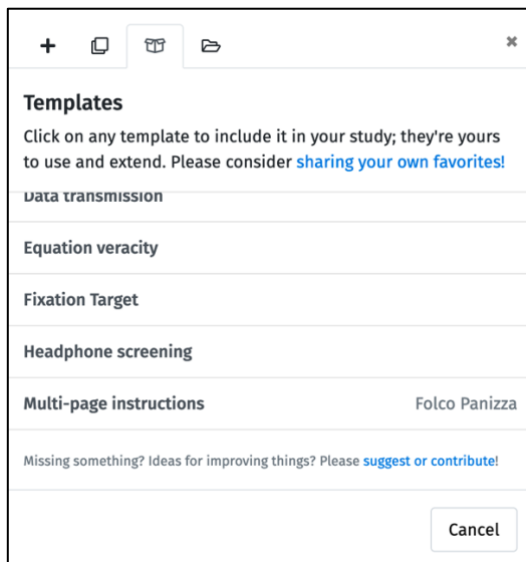 Templates
Click on any template to include it in your study; they're yours
to use and extend. Please consider sharing your own favorites!
Data transmission
Equation veracity
Fixation Target
Headphone screening
Multi-page instructions Folco Panizza
Missing something? Ideas for improving things? Please suggest or contribute!
Cancel